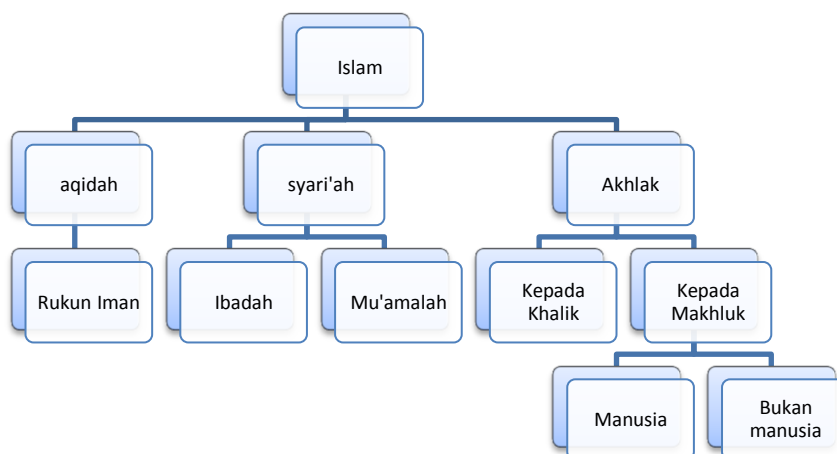 Islam
aqidah
syari'ah
Akhlak
Rukun Iman
Ibadah
Mu'amalah
Kepada
Khalik
Kepada
Makhluk
Manusia
Bukan
manusia